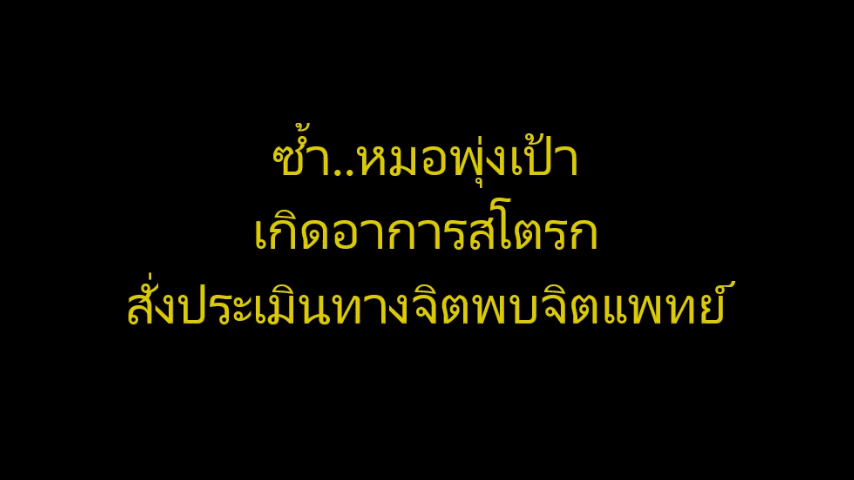 ซ้ำ..หมอพุ่งเป้า
เกิดอาการสโตรก
สั่งประเมินทางจิตพบจิตแพทย์